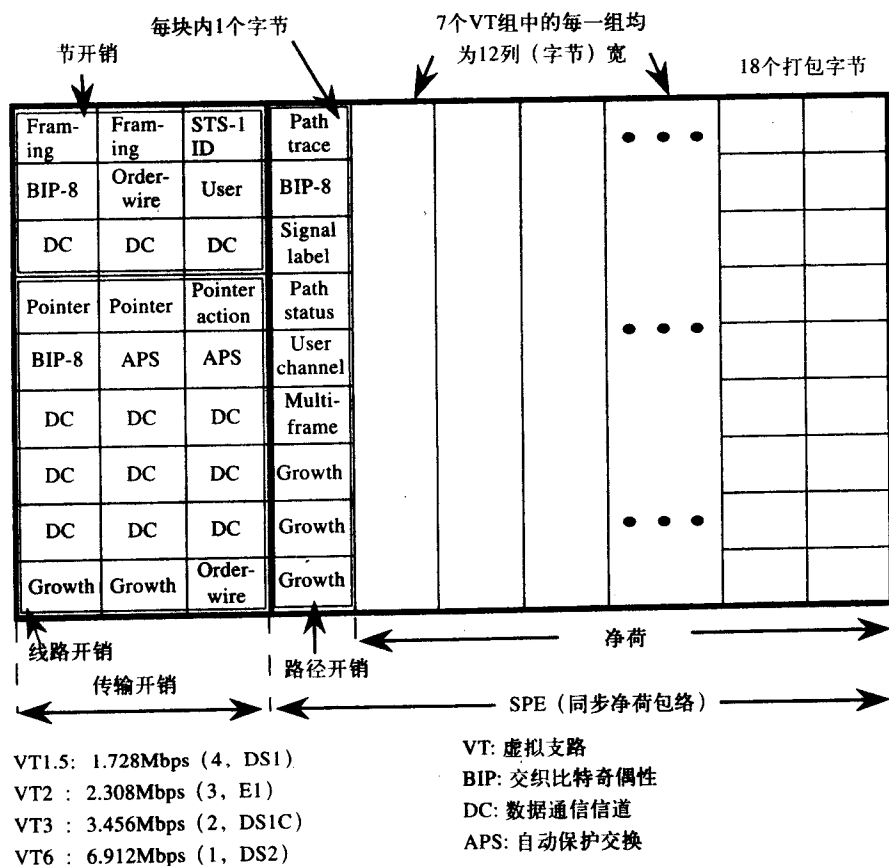 每块内1个字节
7个VT组中的每一组均
为12列（字节）宽
节开销
18个打包字节
Fram-
ing
Fram-
ing
STS-1
ID
Path
trace
BIP-8
Order-
wire
User
BIP-8
DC
DC
DC
Signal
label
Pointer
Pointer
Pointer
action
Path
status
BIP-8
APS
APS
User
channel
DC
DC
DC
Multi-
frame
DC
DC
DC
Growth
DC
DC
DC
Growth
Growth
Growth
Order-
wire
Growth
线路开销
路径开销
净荷
传输开销
SPE（同步净荷包络）
VT1.5: 1.728Mbps（4, DS1）
VT2 : 2.308Mbps（3, E1）
VT3 : 3.456Mbps（2, DS1C）
VT6 : 6.912Mbps（1, DS2）
VT: 虚拟支路
BIP: 交织比特奇偶性
DC: 数据通信信道
APS: 自动保护交换